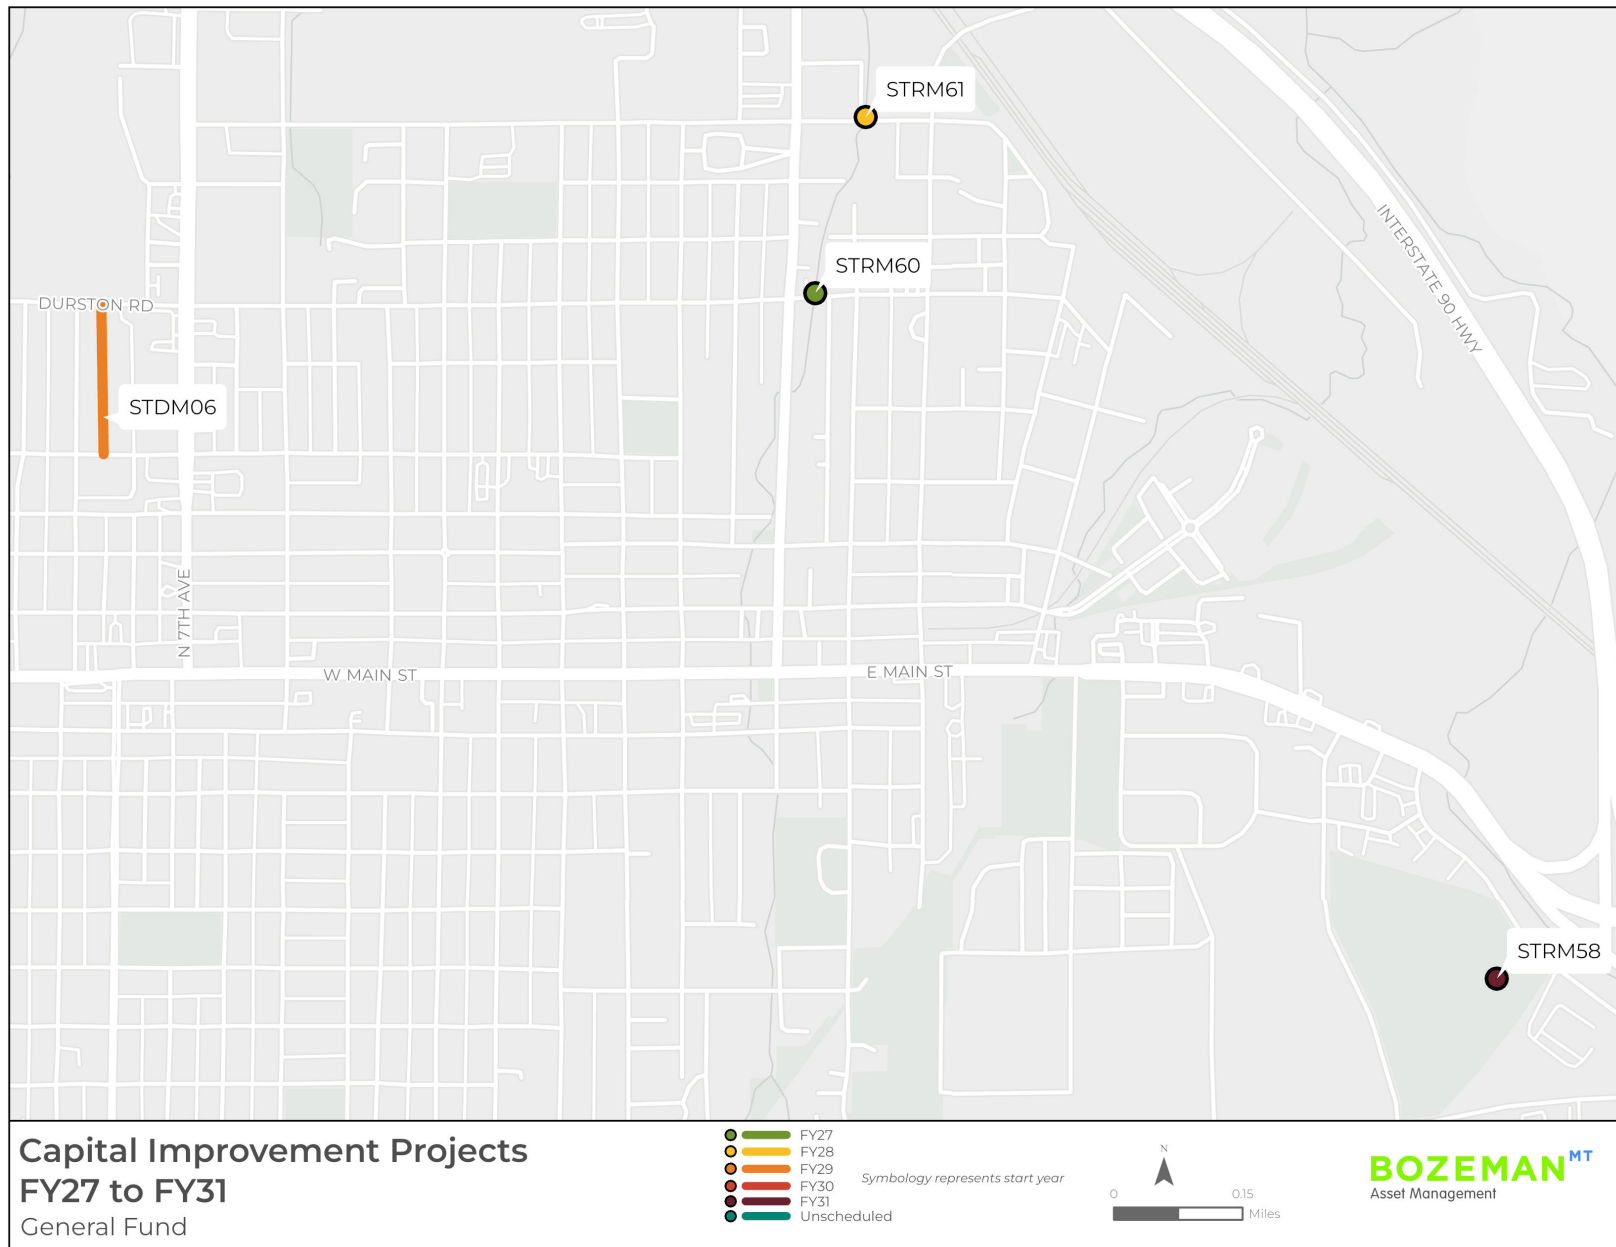 STRM61
INTERSTATE 90 HWY
STRM60
DURSTON RD
STDM06
N 7TH AVE
W MAIN ST
E MAIN ST
STRM58
Capital Improvement Projects
FY27 to FY31
General Fund
FY27
FY28
FY29
FY30
FY31
Unscheduled
Symbology represents start year
N
0 0.15
Miles
BOZEMAN MT
Asset Management